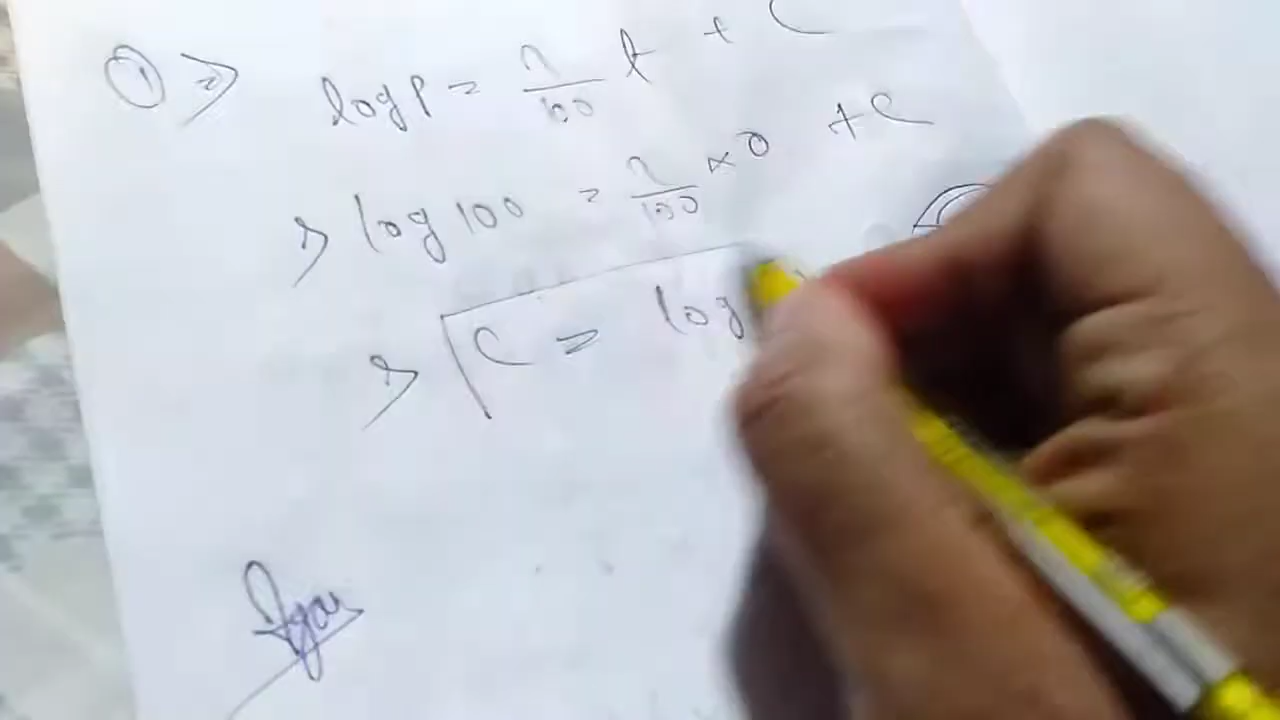 ① ⇒ log P = r/100 t + C
⇒ log 100 = r/100 × 0 + C
⇒ C = log